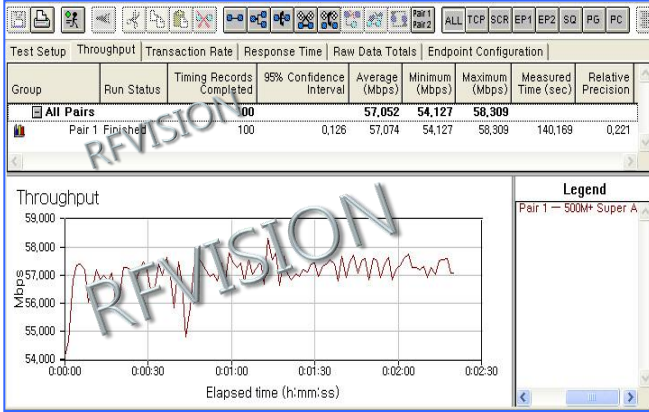 Pair 1
Pair 2
ALL TCP SCR EP1 EP2 SQ PG PC
Test Setup Throughput Transaction Rate Response Time Raw Data Totals Endpoint Configuration
Group Run Status Timing Records Completed 95% Confidence Interval Average (Mbps) Minimum (Mbps) Maximum (Mbps) Measured Time (sec) Relative Precision
All Pairs 100 57,052 54,127 58,309
Pair 1 Finished 100 0,126 57,074 54,127 58,309 140,169 0,221
RFVISION
Throughput
Legend
Pair 1 — 500M+ Super A
59,000
58,000
57,000
56,000
55,000
54,000
Mbps
RFVISION
0:00:00 0:00:30 0:01:00 0:01:30 0:02:00 0:02:30
Elapsed time (h:mm:ss)